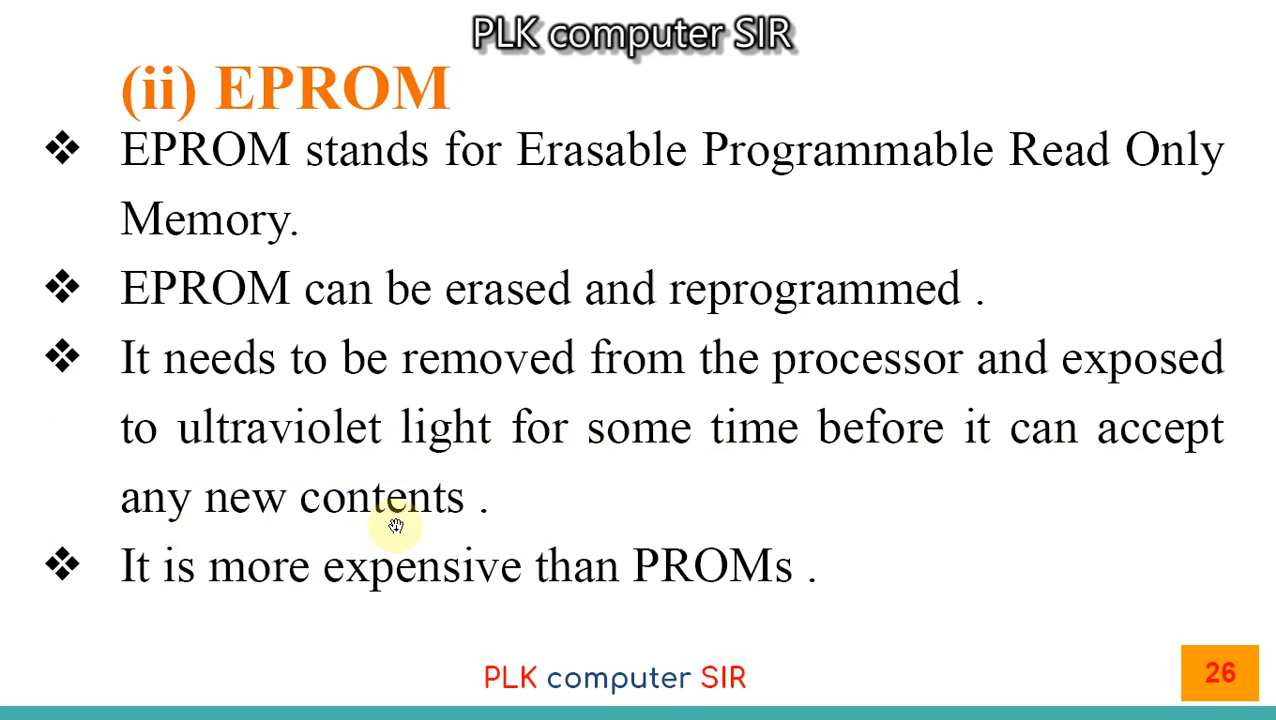 PLK computer SIR
(ii) EPROM
❖ EPROM stands for Erasable Programmable Read Only
Memory.
❖ EPROM can be erased and reprogrammed .
❖ It needs to be removed from the processor and exposed
to ultraviolet light for some time before it can accept
any new contents .
❖ It is more expensive than PROMs .
PLK computer SIR
26